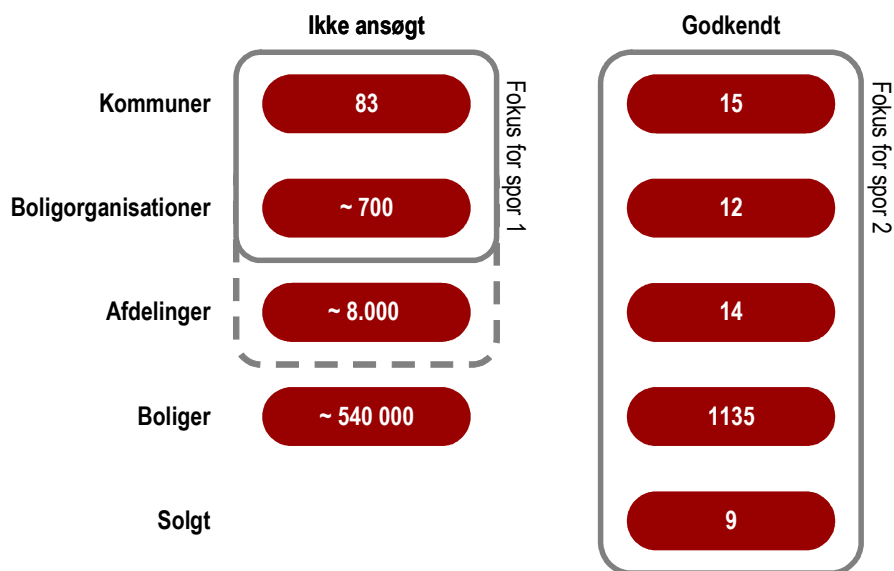 Ikke ansøgt
Godkendt
Kommuner
83
15
Boligorganisationer
~ 700
12
Afdelinger
~ 8.000
14
Boliger
~ 540 000
1135
Solgt
9
Fokus for spor 1
Fokus for spor 2